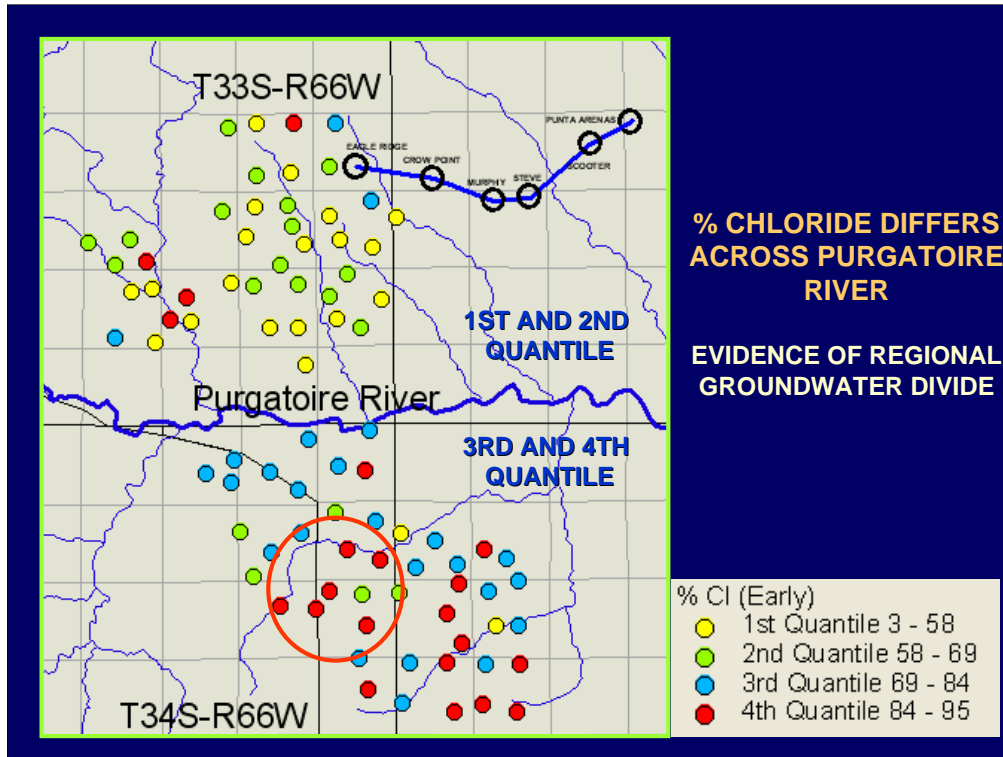 T33S-R66W
PUNTA ARENAS
EAGLE RIDGE
CROW POINT
SCOOTER
STEVE
MURPHY
% CHLORIDE DIFFERS
ACROSS PURGATOIRE
RIVER
1ST AND 2ND
QUANTILE
EVIDENCE OF REGIONAL
GROUNDWATER DIVIDE
Purgatoire River
3RD AND 4TH
QUANTILE
T34S-R66W
% Cl (Early)
1st Quantile 3 - 58
2nd Quantile 58 - 69
3rd Quantile 69 - 84
4th Quantile 84 - 95